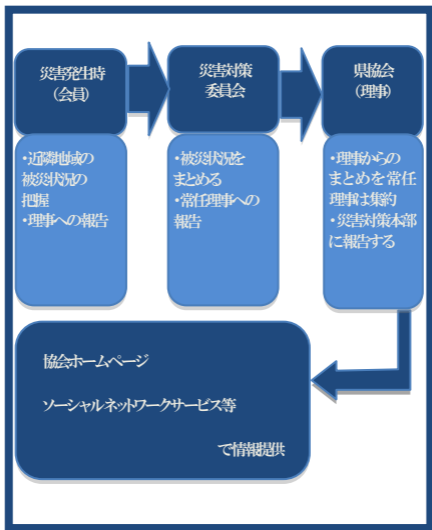 災害発生時
(会員)
・近隣地域の
被災状況の
把握
・理事への報告
災害対策
委員会
・被災状況を
まとめる
・常任理事への
報告
県協会
(理事)
・理事からの
まとめを常任
理事は集約
・災害対策本部
に報告する
協会ホームページ
ソーシャルネットワークサービス等
で情報提供